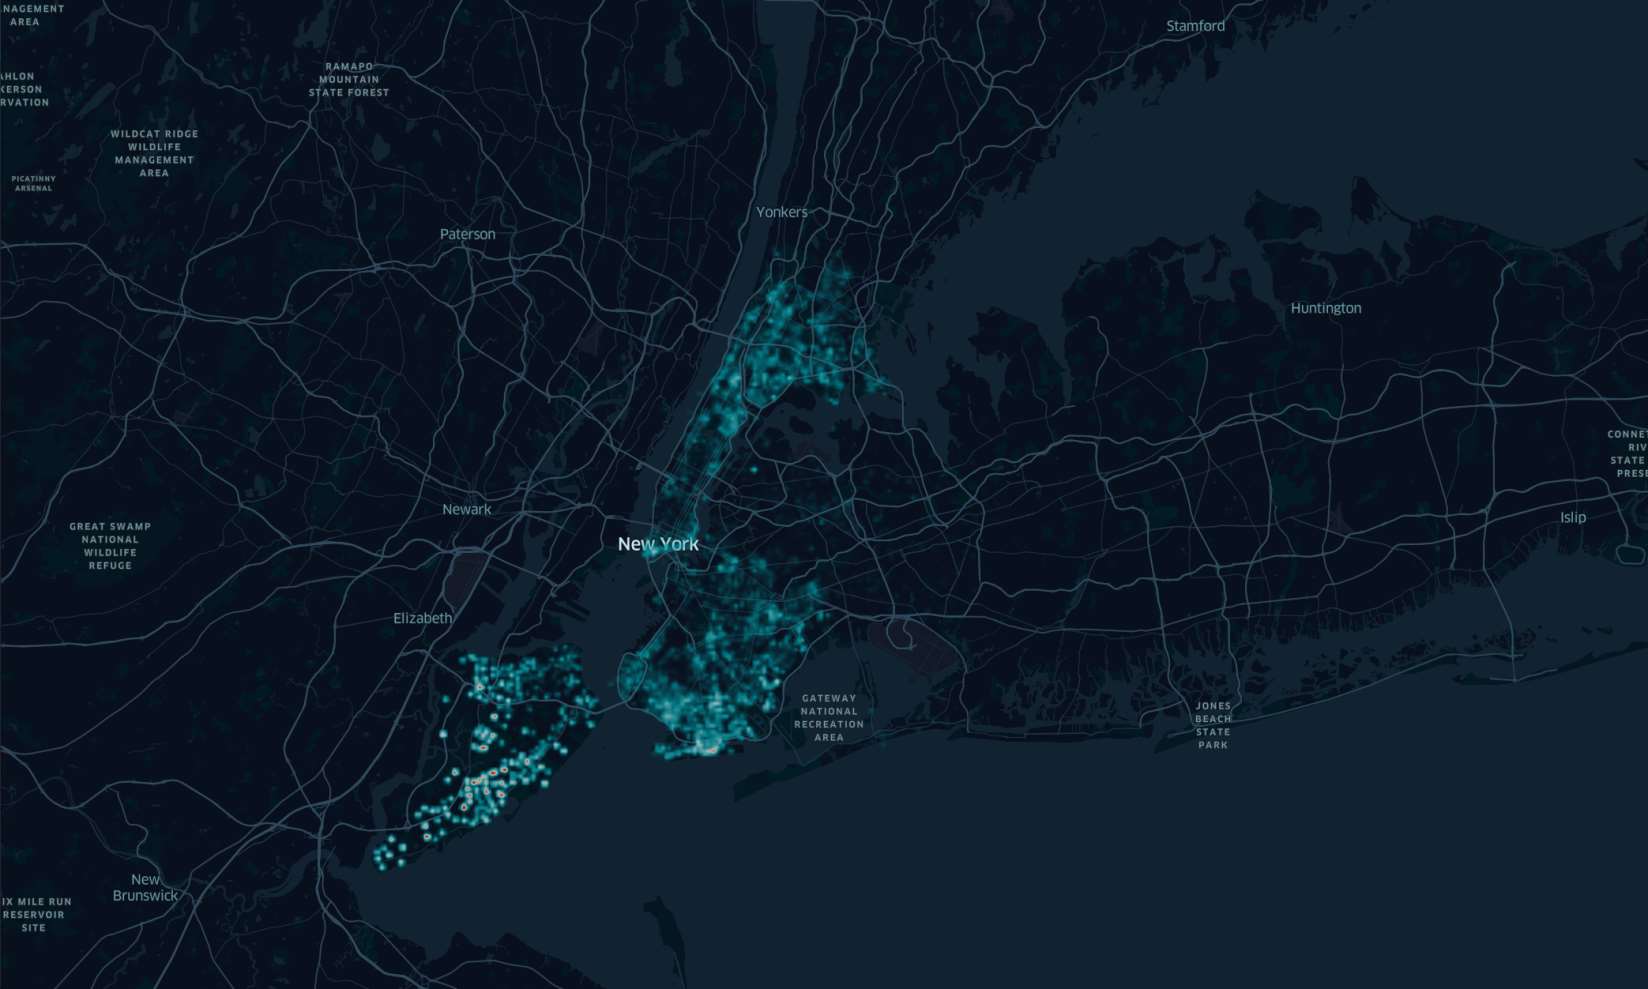 NAGEMENT
AREA
Stamford
RAMAPO
MOUNTAIN
STATE FOREST
AHLON
KERSON
RVATION
WILDCAT RIDGE
WILDLIFE
MANAGEMENT
AREA
PICATINNY
ARSENAL
Yonkers
Paterson
Huntington
CONNET
RIV
STATE
PRESE
Newark
Islip
GREAT SWAMP
NATIONAL
WILDLIFE
REFUGE
New York
Elizabeth
GATEWAY
NATIONAL
RECREATION
AREA
JONES
BEACH
STATE
PARK
New
Brunswick
IX MILE RUN
RESERVOIR
SITE